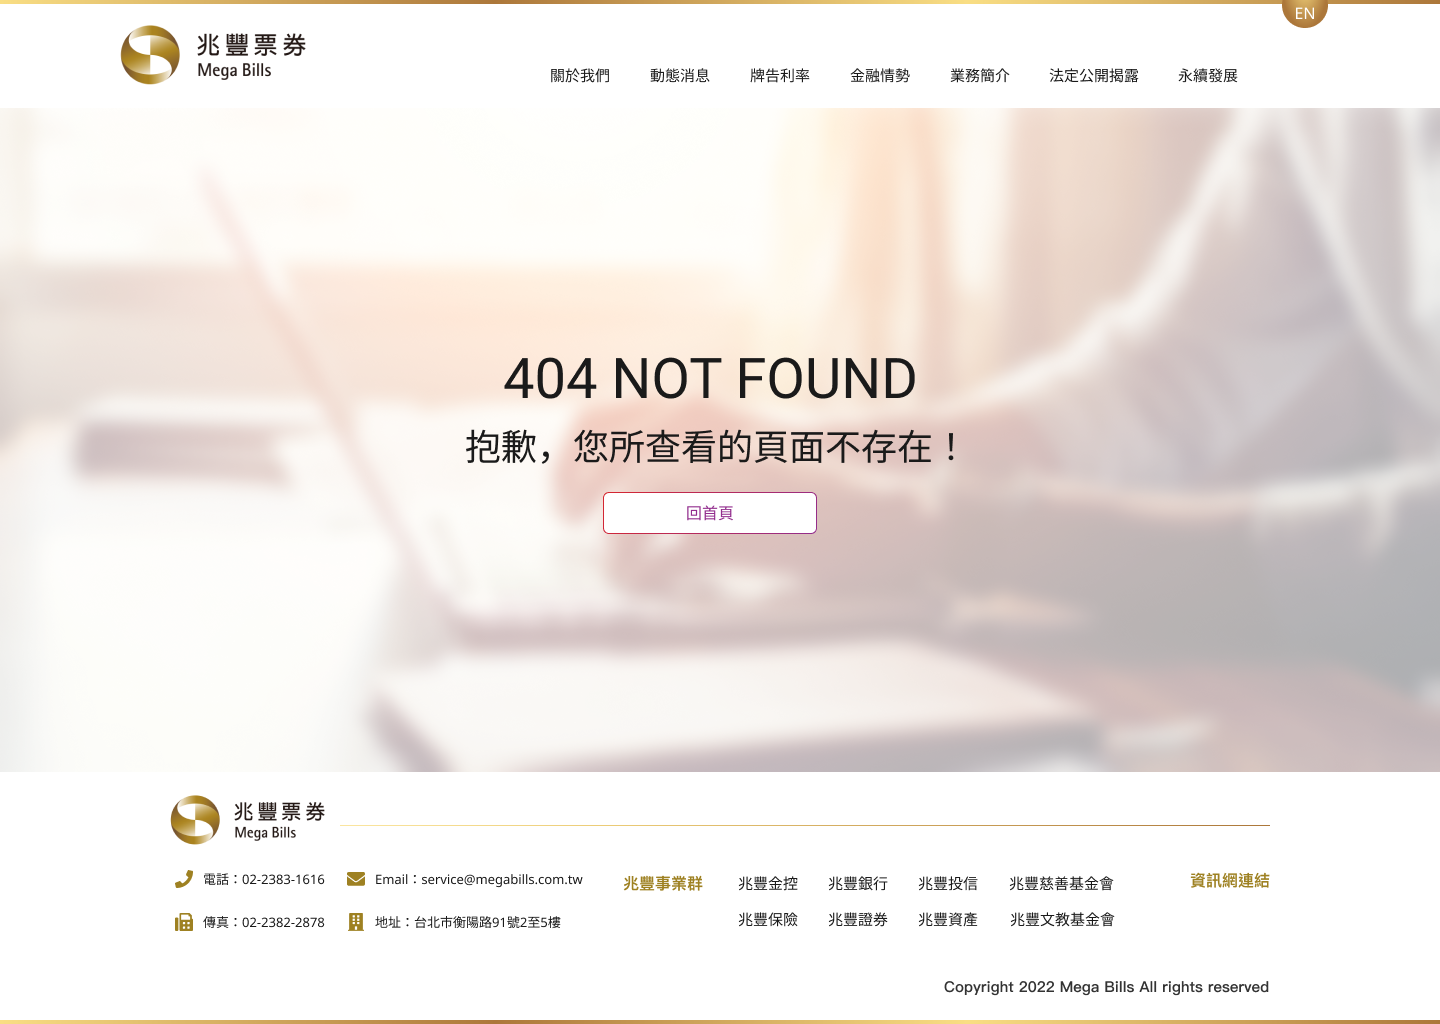 EN
兆豐票券
Mega Bills
關於我們 動態消息 牌告利率 金融情勢 業務簡介 法定公開揭露 永續發展
404 NOT FOUND
抱歉，您所查看的頁面不存在！
回首頁
兆豐票券
Mega Bills
電話：02-2383-1616 Email：service@megabills.com.tw
傳真：02-2382-2878 地址：台北市衡陽路91號2至5樓
兆豐事業群 兆豐金控 兆豐銀行 兆豐投信 兆豐慈善基金會
兆豐保險 兆豐證券 兆豐資產 兆豐文教基金會
資訊網連結
Copyright 2022 Mega Bills All rights reserved